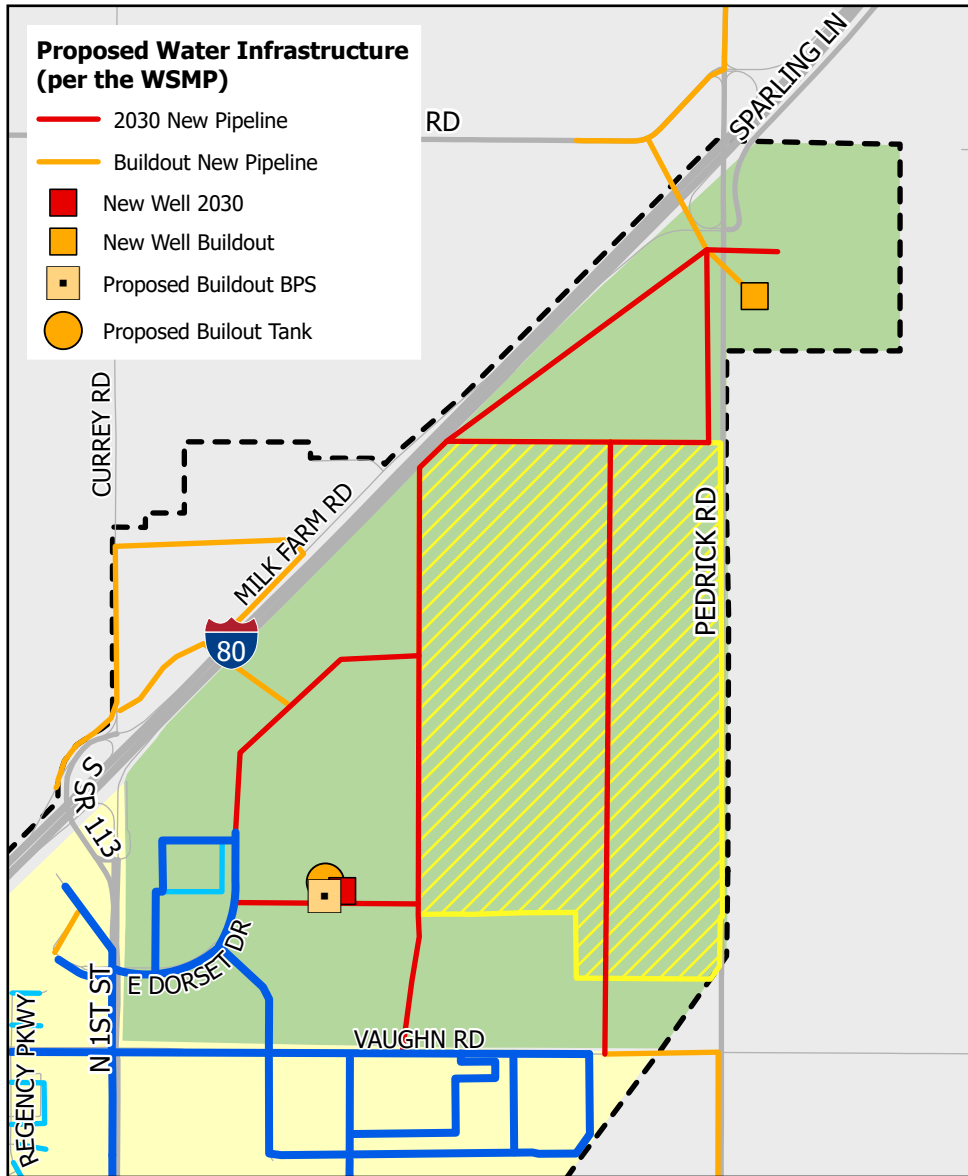 Proposed Water Infrastructure
(per the WSMP)
2030 New Pipeline
Buildout New Pipeline
New Well 2030
New Well Buildout
Proposed Buildout BPS
Proposed Builout Tank
RD
SPARLING LN
CURREY RD
MILK FARM RD
80
PEDRICK RD
S SR 113
E DORSET DR
N 1ST ST
VAUGHN RD
REGENCY PKWY